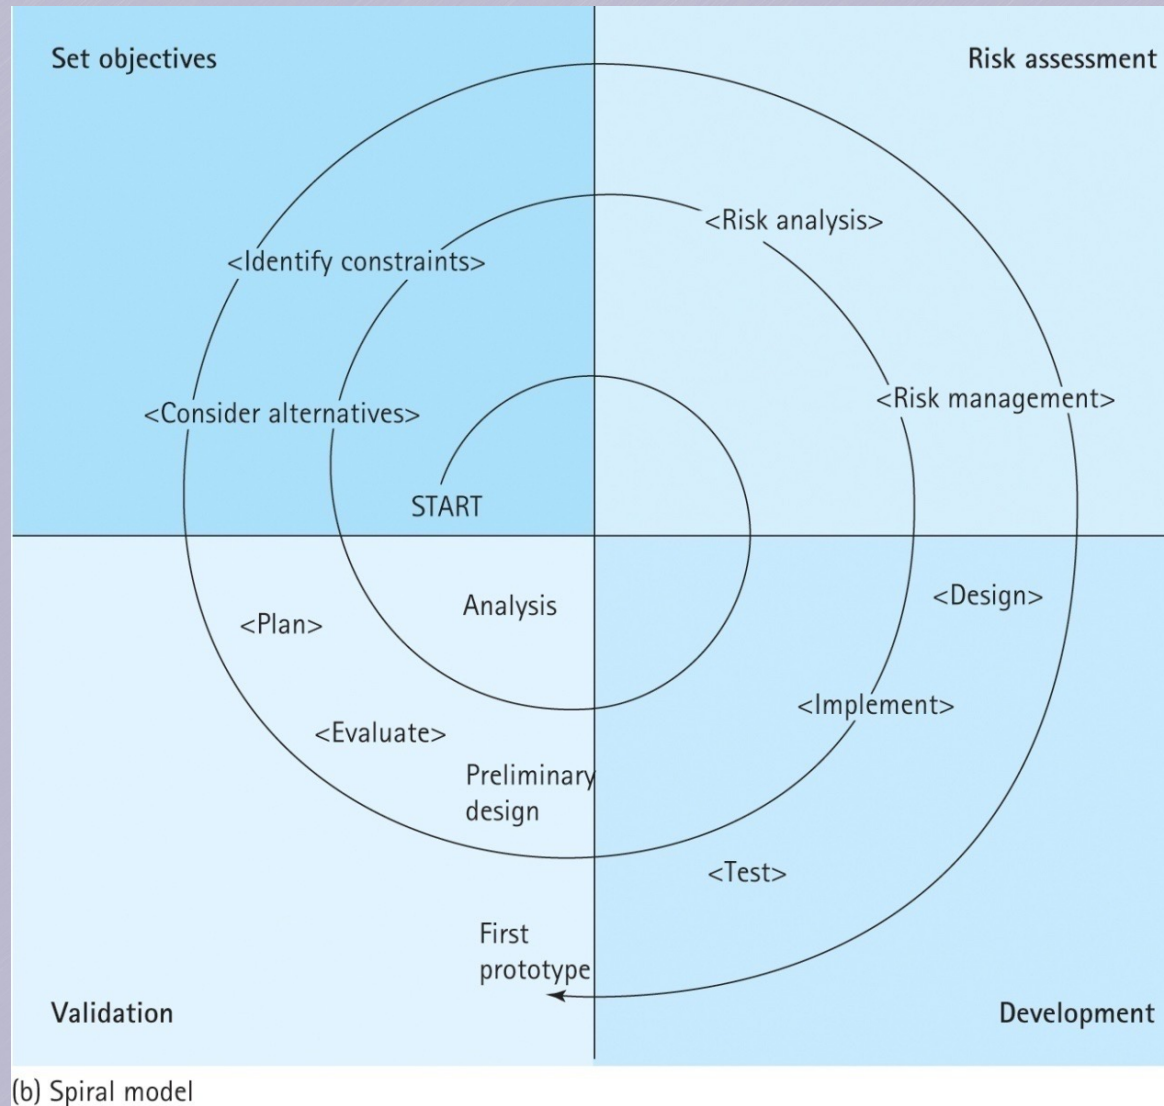 Set objectives
Risk assessment
<Risk analysis>
<Identify constraints>
<Risk management>
<Consider alternatives>
START
<Design>
Analysis
<Plan>
<Implement>
<Evaluate>
Preliminary
design
<Test>
First
prototype
Validation
Development
(b) Spiral model